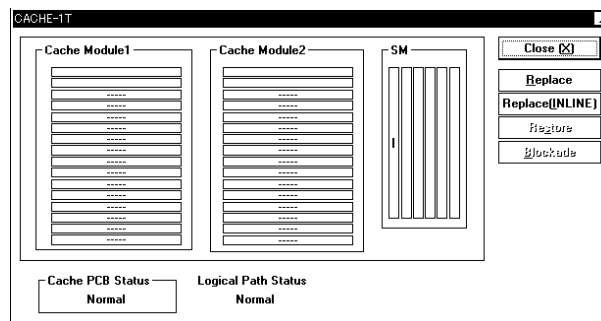 CACHE-1T
Cache Module1 Cache Module2 SM
----- -----
----- -----
----- -----
----- -----
----- -----
----- -----
----- -----
----- -----
----- -----
----- -----
----- -----
----- -----
----- -----
----- -----
Close (X)
Replace
Replace(INLINE)
Restore
Blockade
Cache PCB Status Logical Path Status
Normal Normal